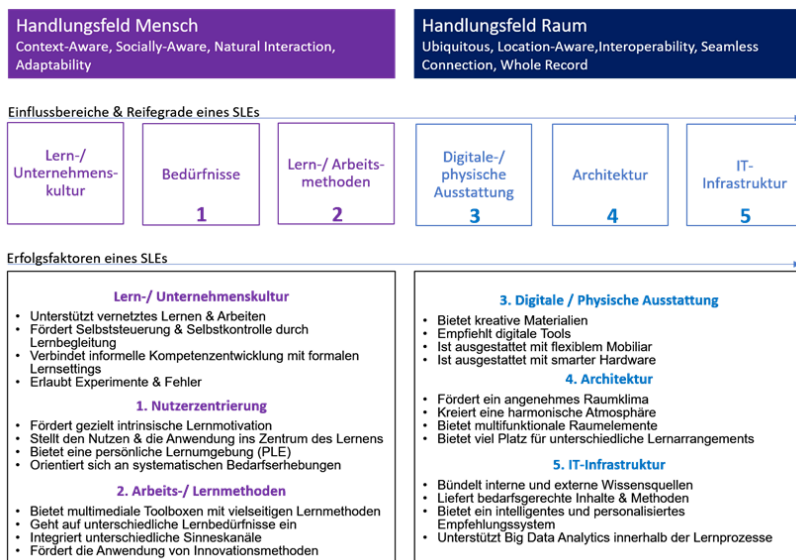 Handlungsfeld Mensch
Context-Aware, Socially-Aware, Natural Interaction,
Adaptability
Handlungsfeld Raum
Ubiquitous, Location-Aware,Interoperability, Seamless
Connection, Whole Record
Einflussbereiche & Reifegrade eines SLEs
Lern-/
Unternehmens-
kultur
Bedürfnisse
1
Lern-/ Arbeits-
methoden
2
Digitale-/
physische
Ausstattung
3
Architektur
4
IT-
Infrastruktur
5
Erfolgsfaktoren eines SLEs
Lern-/ Unternehmenskultur
• Unterstützt vernetztes Lernen & Arbeiten
• Fördert Selbststeuerung & Selbstkontrolle durch
Lernbegleitung
• Verbindet informelle Kompetenzentwicklung mit formalen
Lernsettings
• Erlaubt Experimente & Fehler
1. Nutzerzentrierung
• Fördert gezielt intrinsische Lernmotivation
• Stellt den Nutzen & die Anwendung ins Zentrum des Lernens
• Bietet eine persönliche Lernumgebung (PLE)
• Orientiert sich an systematischen Bedarfserhebungen
2. Arbeits-/ Lernmethoden
• Bietet multimediale Toolboxen mit vielseitigen Lernmethoden
• Geht auf unterschiedliche Lernbedürfnisse ein
• Integriert unterschiedliche Sinneskanäle
• Fördert die Anwendung von Innovationsmethoden
3. Digitale / Physische Ausstattung
• Bietet kreative Materialien
• Empfiehlt digitale Tools
• Ist ausgestattet mit flexiblem Mobiliar
• Ist ausgestattet mit smarter Hardware
4. Architektur
• Fördert ein angenehmes Raumklima
• Kreiert eine harmonische Atmosphäre
• Bietet multifunktionale Raumelemente
• Bietet viel Platz für unterschiedliche Lernarrangements
5. IT-Infrastruktur
• Bündelt interne und externe Wissensquellen
• Liefert bedarfsgerechte Inhalte & Methoden
• Bietet ein intelligentes und personalisiertes
Empfehlungssystem
• Unterstützt Big Data Analytics innerhalb der Lernprozesse